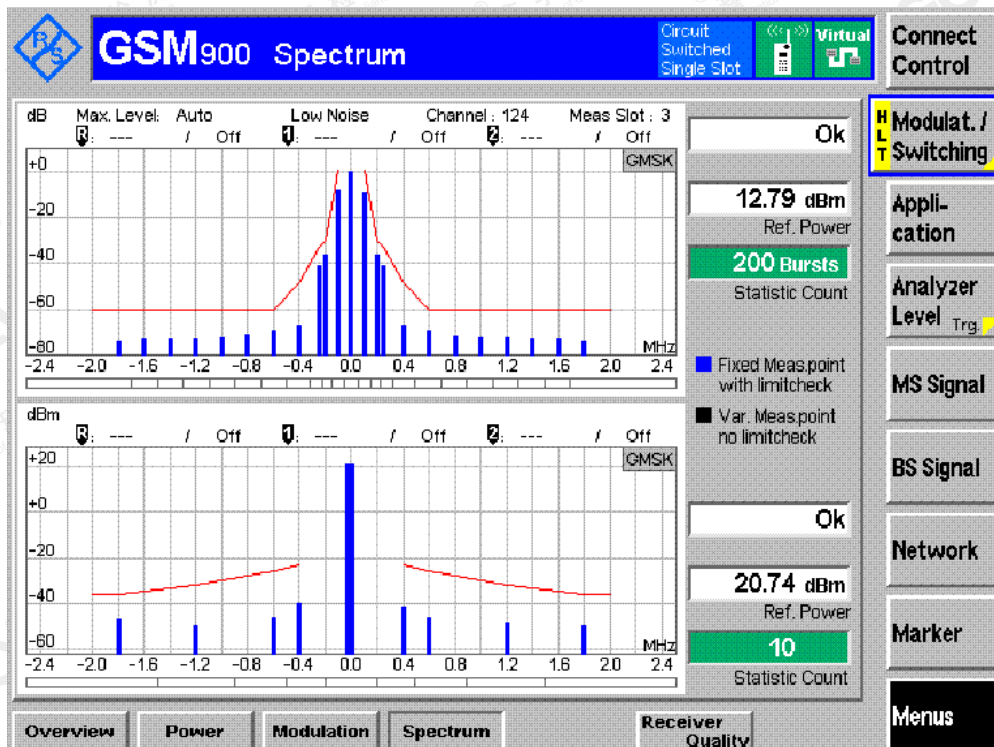 R S
GSM900 Spectrum
Circuit
Switched
Single Slot
Virtual
Connect
Control
dB Max. Level: Auto Low Noise Channel : 124 Meas Slot : 3
R: --- / Off 1: --- / Off 2: --- / Off
GMSK
+0
-20
-40
-60
-80
MHz
-2.4 -2.0 -1.6 -1.2 -0.8 -0.4 0.0 0.4 0.8 1.2 1.6 2.0 2.4
Ok
12.79 dBm
Ref. Power
200 Bursts
Statistic Count
Fixed Meas.point
with limitcheck
Var. Meas.point
no limitcheck
dBm
R: --- / Off 1: --- / Off 2: --- / Off
GMSK
+20
+0
-20
-40
-60
MHz
-2.4 -2.0 -1.6 -1.2 -0.8 -0.4 0.0 0.4 0.8 1.2 1.6 2.0 2.4
Ok
20.74 dBm
Ref. Power
10
Statistic Count
HLT
Modulat. /
Switching
Appli-
cation
Analyzer
Level Trg.
MS Signal
BS Signal
Network
Marker
Menus
Overview Power Modulation Spectrum Receiver
Quality